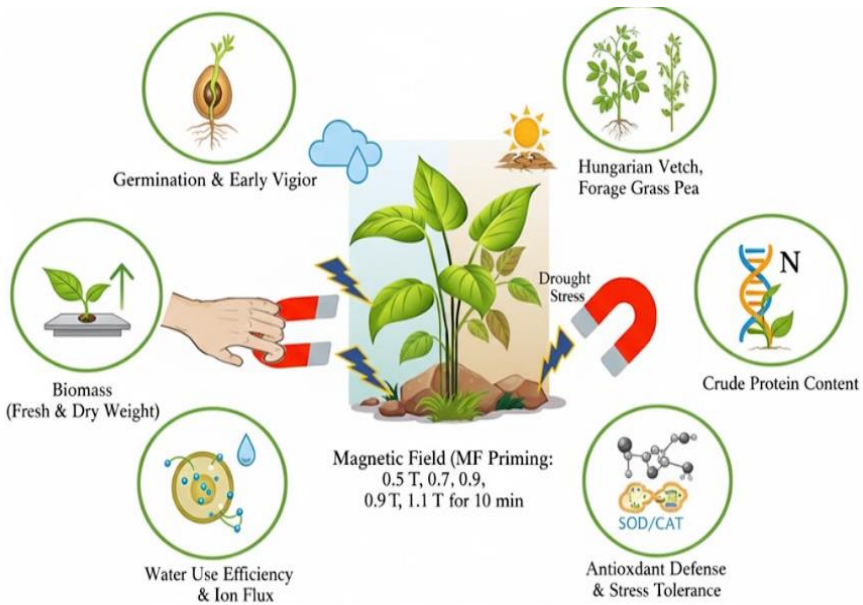 Germination & Early Vigior
Hungarian Vetch,
Forage Grass Pea
Drought
Stress
N
Biomass
(Fresh & Dry Weight)
Crude Protein Content
Magnetic Field (MF Priming:
0.5 T, 0.7, 0.9,
0.9 T, 1.1 T for 10 min
SOD/CAT
Water Use Efficiency
& Ion Flux
Antioxdant Defense
& Stress Tolerance